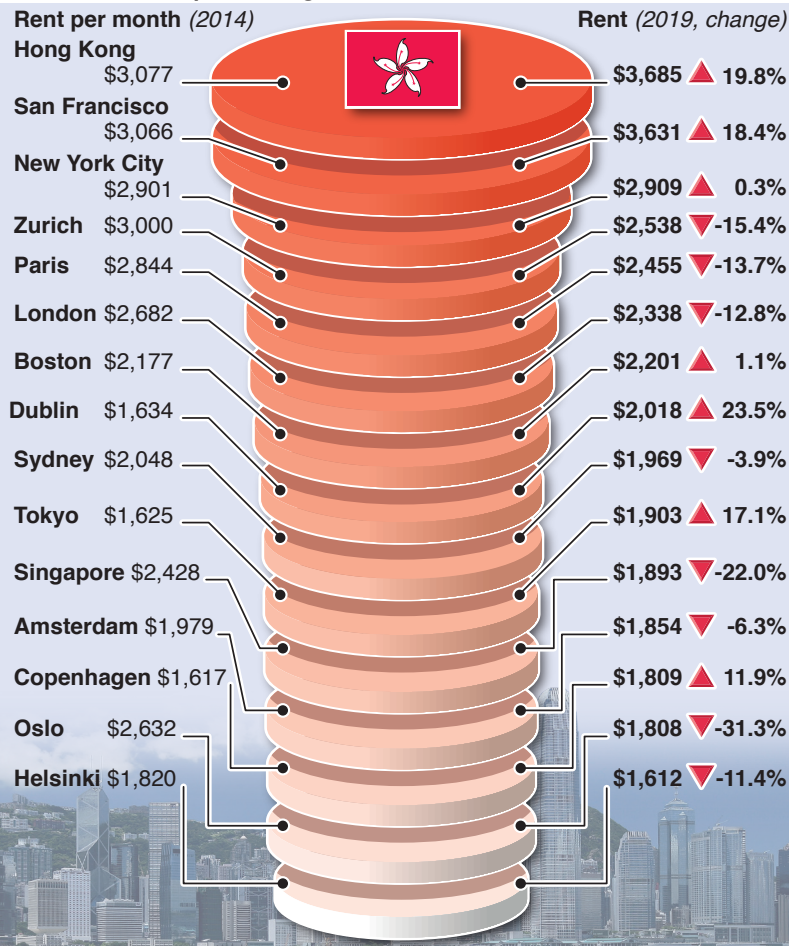 Rent per month (2014) Rent (2019, change)
Hong Kong
$3,077 $3,685 19.8%
San Francisco
$3,066 $3,631 18.4%
New York City
$2,901 $2,909 0.3%
Zurich $3,000 $2,538 -15.4%
Paris $2,844 $2,455 -13.7%
London $2,682 $2,338 -12.8%
Boston $2,177 $2,201 1.1%
Dublin $1,634 $2,018 23.5%
Sydney $2,048 $1,969 -3.9%
Tokyo $1,625 $1,903 17.1%
Singapore $2,428 $1,893 -22.0%
Amsterdam $1,979 $1,854 -6.3%
Copenhagen $1,617 $1,809 11.9%
Oslo $2,632 $1,808 -31.3%
Helsinki $1,820 $1,612 -11.4%